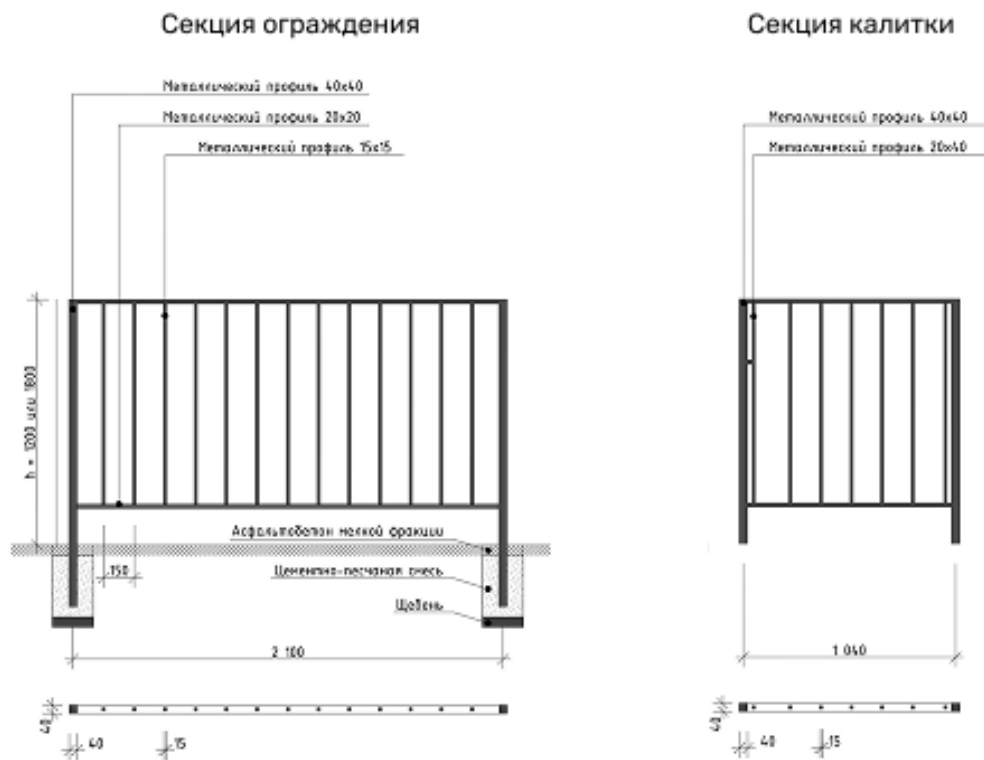 Секция ограждения
Секция калитки
Металлический профиль 40х40
Металлический профиль 20х20
Металлический профиль 15х15
Металлический профиль 40х40
Металлический профиль 20х40
h = 1200 или 1800
Асфальтобетон мелкой фракции
150
Цементно-песчаная смесь
Щебень
2 100
1 040
40
40
15
40
40
15